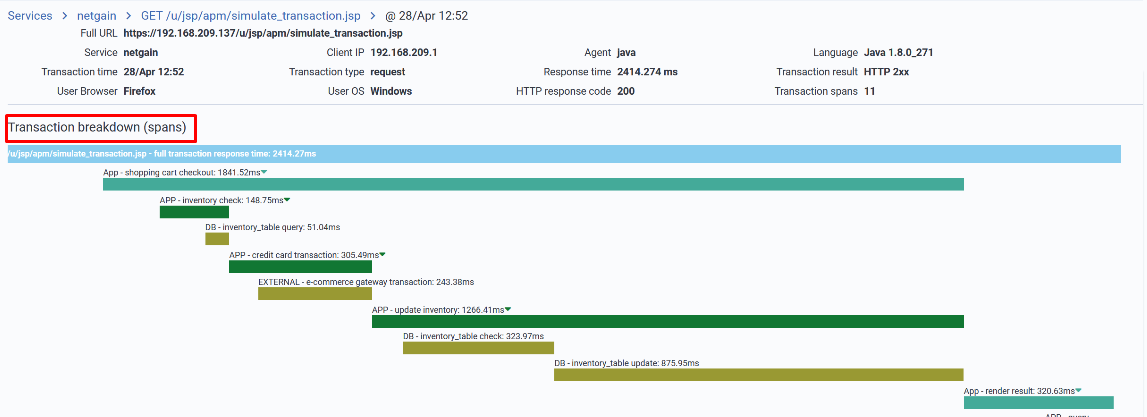 Services > netgain > GET /u/jsp/apm/simulate_transaction.jsp > @ 28/Apr 12:52
Full URL https://192.168.209.137/u/jsp/apm/simulate_transaction.jsp
Service netgain Client IP 192.168.209.1 Agent java Language Java 1.8.0_271
Transaction time 28/Apr 12:52 Transaction type request Response time 2414.274 ms Transaction result HTTP 2xx
User Browser Firefox User OS Windows HTTP response code 200 Transaction spans 11
Transaction breakdown (spans)
/u/jsp/apm/simulate_transaction.jsp - full transaction response time: 2414.27ms
App - shopping cart checkout: 1841.52ms
APP - inventory check: 148.75ms
DB - inventory_table query: 51.04ms
APP - credit card transaction: 305.49ms
EXTERNAL - e-commerce gateway transaction: 243.38ms
APP - update inventory: 1266.41ms
DB - inventory_table check: 323.97ms
DB - inventory_table update: 875.95ms
App - render result: 320.63ms
APP - query